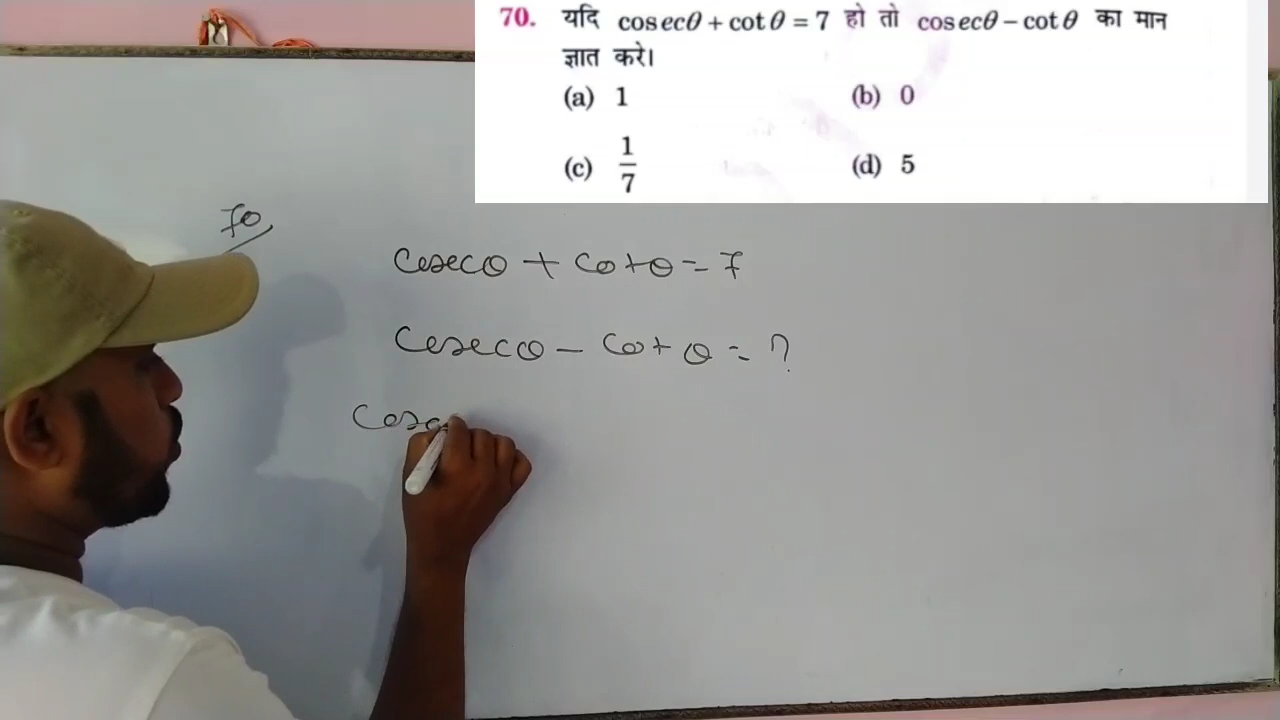 70. यदि cosecθ + cotθ = 7 हो तो cosecθ − cotθ का मान
ज्ञात करे।
(a) 1 (b) 0
(c) 1/7 (d) 5
70
Cosecθ + Cotθ = 7
Cosecθ − Cotθ = ?
Cosec